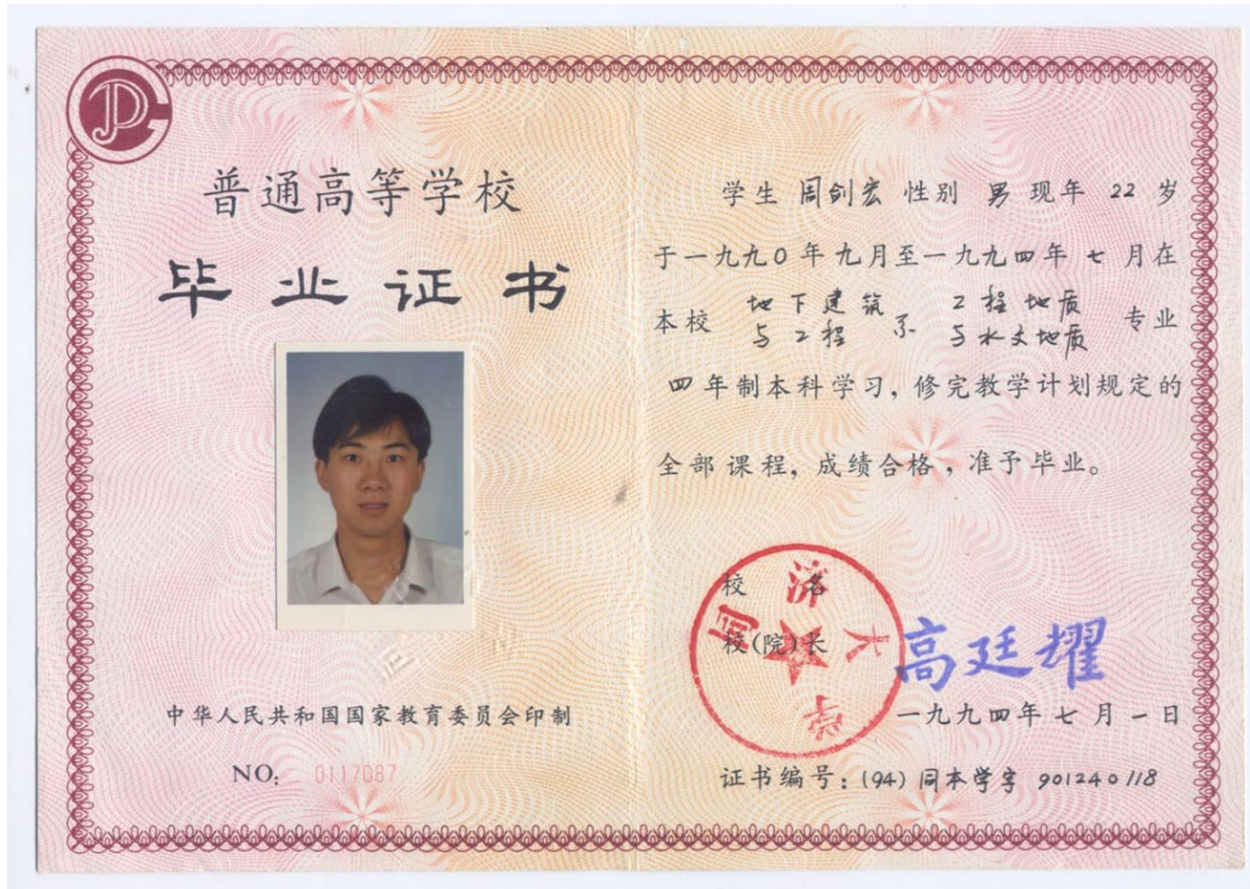 普通高等学校
毕业证书
中华人民共和国国家教育委员会印制
NO: 0117087
学生 周剑宏 性别 男 现年 22 岁
于一九九〇年九月至一九九四年 七 月在
本校 地下建筑与工程 系 工程地质与水文地质 专业
四年制本科学习，修完教学计划规定的
全部课程，成绩合格，准予毕业。
校 名
同济大学
校(院)长 高廷耀
一九九四年七月一日
证书编号：(94) 同本学字 901240118